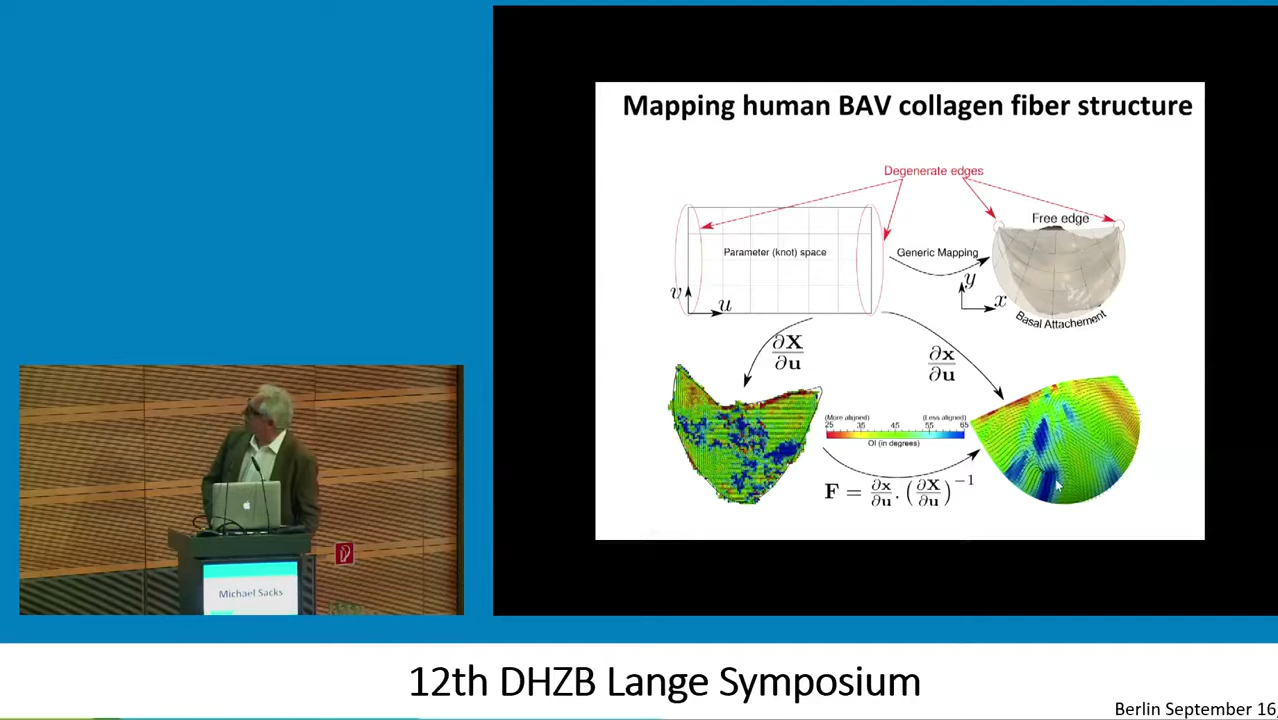 Mapping human BAV collagen fiber structure
Degenerate edges
Free edge
Parameter (knot) space
Generic Mapping
v
u
y
x
Basal Attachement
∂X
∂u
∂x
∂u
(More aligned)
(Less aligned)
25 35 45 55 65
OI (in degrees)
F = ∂x/∂u . (∂X/∂u)⁻¹
Michael Sacks
12th DHZB Lange Symposium
Berlin September 16